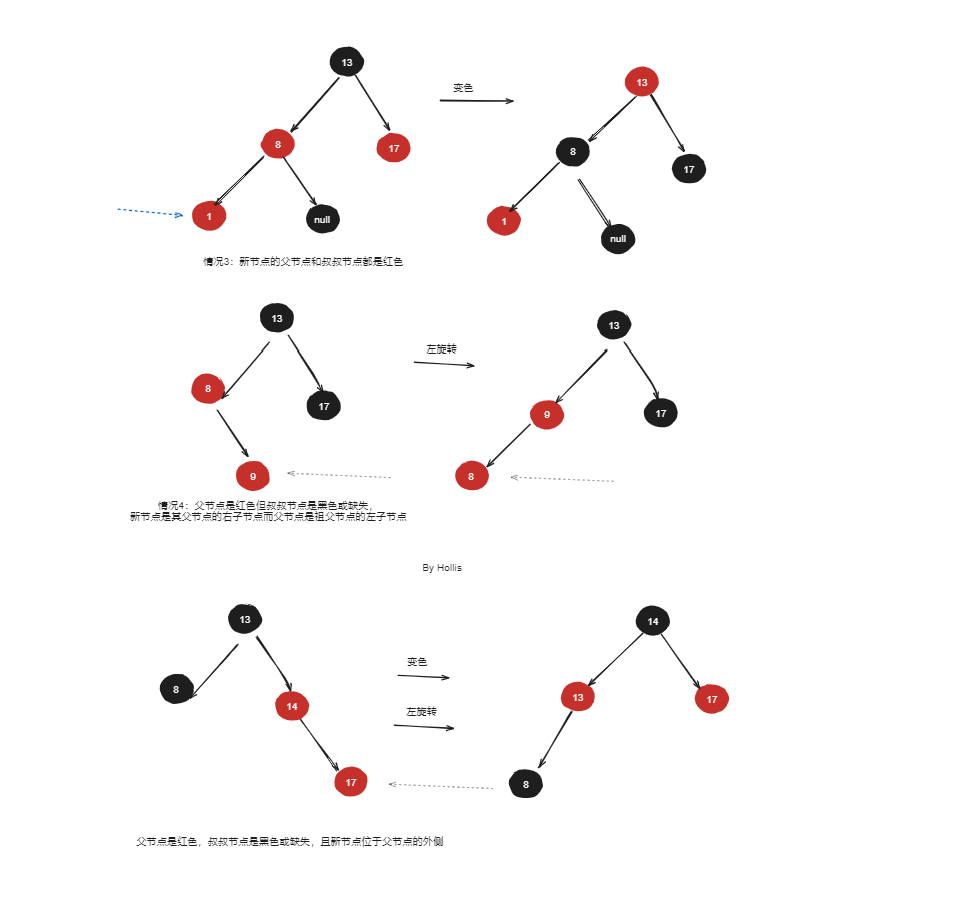 13
变色
13
8
17
8
17
1
null
1
null
情况3：新节点的父节点和叔叔节点都是红色
13
13
左旋转
8
17
9
17
9
8
情况4：父节点是红色但叔叔节点是黑色或缺失，
新节点是其父节点的右子节点而父节点是祖父节点的左子节点
By Hollis
13
14
变色
8
14
13
17
左旋转
17
8
父节点是红色，叔叔节点是黑色或缺失，且新节点位于父节点的外侧